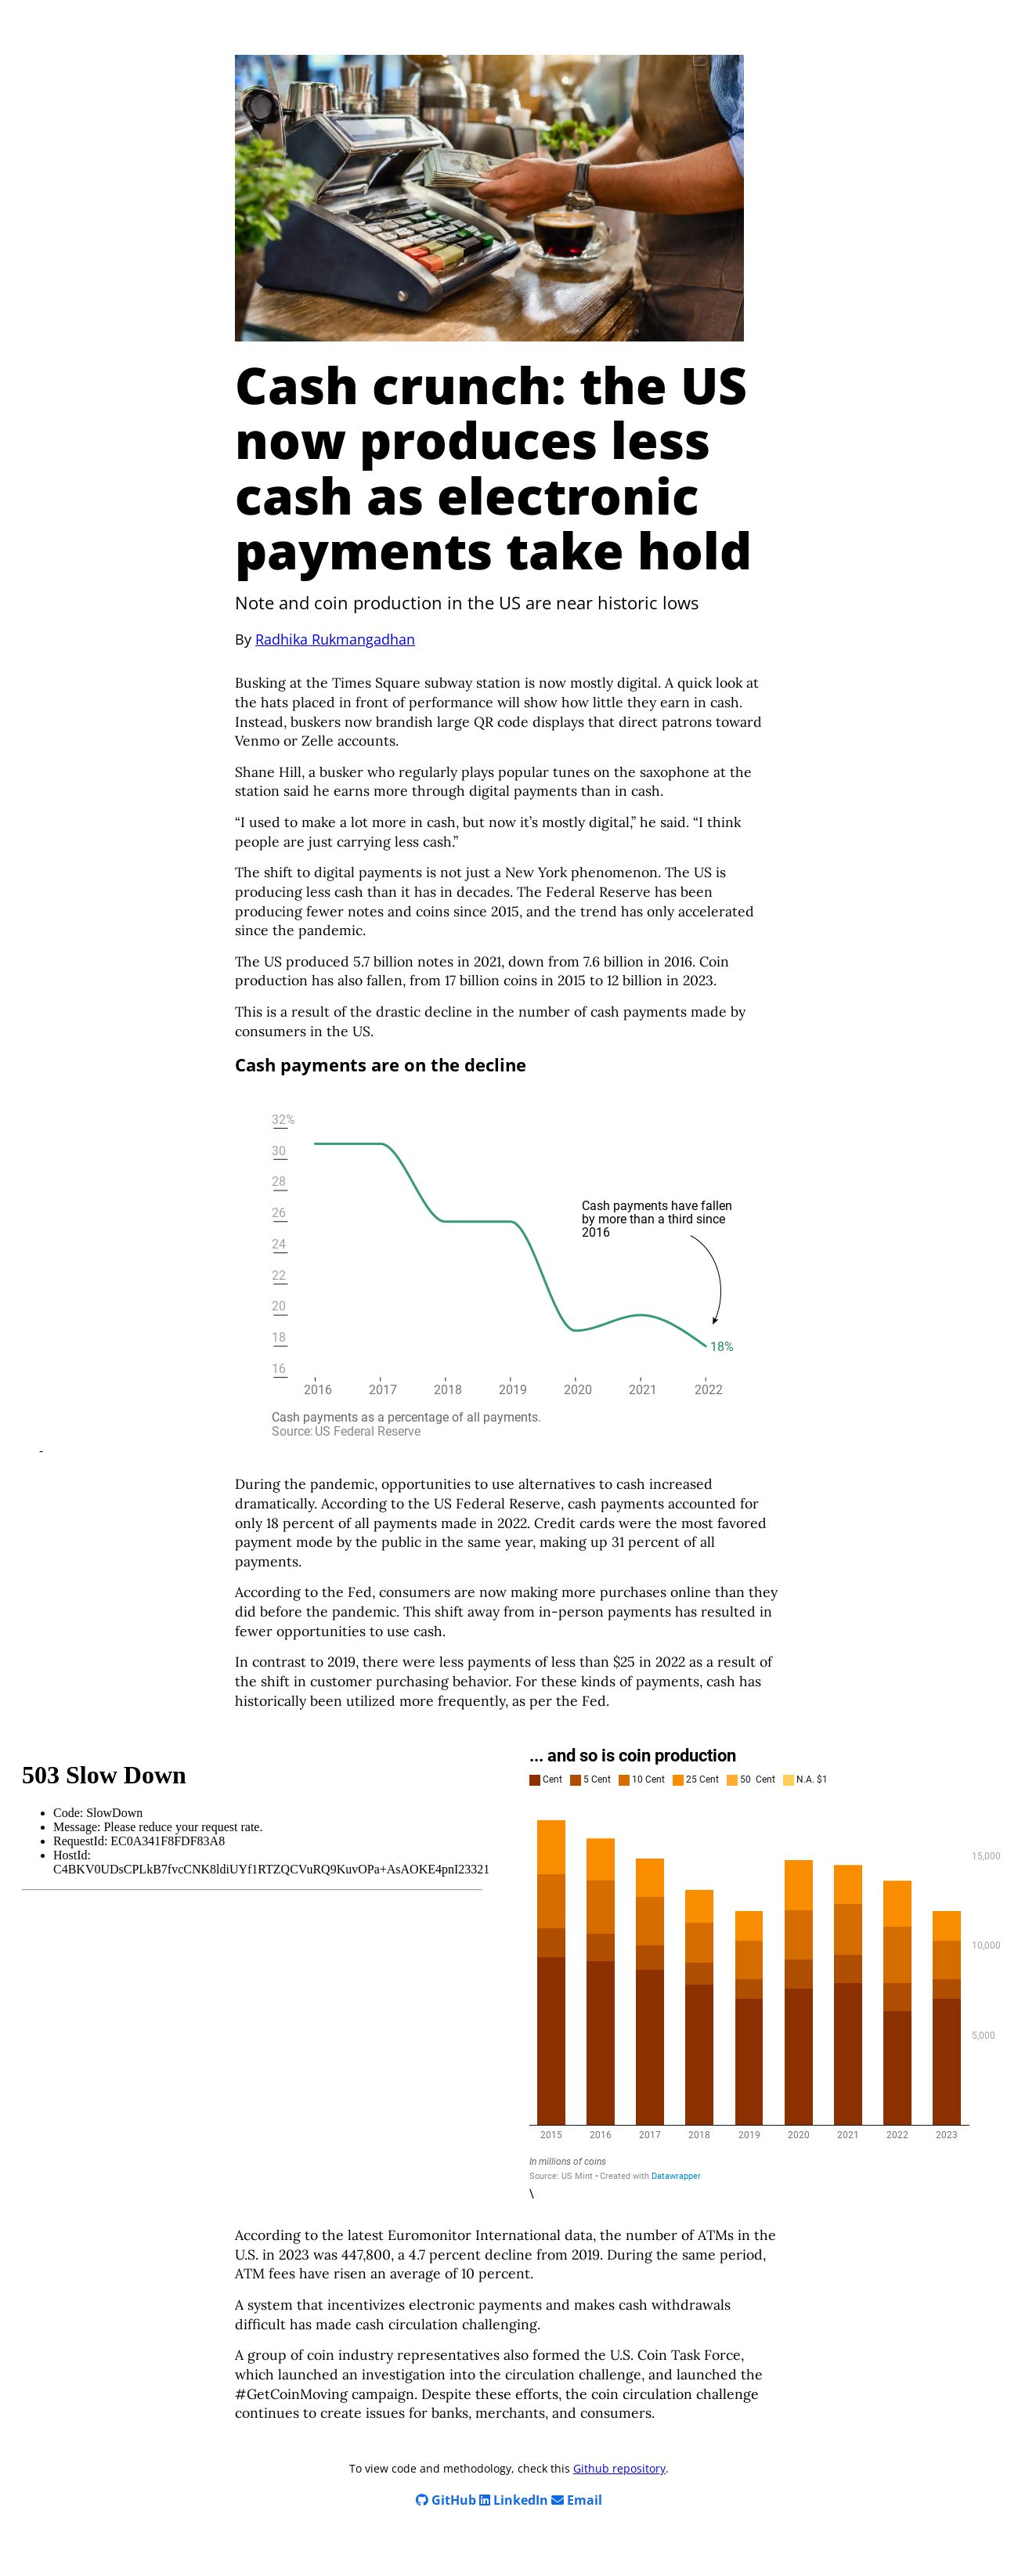 Cash crunch: the US
now produces less
cash as electronic
payments take hold
Note and coin production in the US are near historic lows
By Radhika Rukmangadhan
Busking at the Times Square subway station is now mostly digital. A quick look at
the hats placed in front of performance will show how little they earn in cash.
Instead, buskers now brandish large QR code displays that direct patrons toward
Venmo or Zelle accounts.
Shane Hill, a busker who regularly plays popular tunes on the saxophone at the
station said he earns more through digital payments than in cash.
“I used to make a lot more in cash, but now it’s mostly digital,” he said. “I think
people are just carrying less cash.”
The shift to digital payments is not just a New York phenomenon. The US is
producing less cash than it has in decades. The Federal Reserve has been
producing fewer notes and coins since 2015, and the trend has only accelerated
since the pandemic.
The US produced 5.7 billion notes in 2021, down from 7.6 billion in 2016. Coin
production has also fallen, from 17 billion coins in 2015 to 12 billion in 2023.
This is a result of the drastic decline in the number of cash payments made by
consumers in the US.
Cash payments are on the decline
32%
30
28
26
24
22
20
18
16
Cash payments have fallen
by more than a third since
2016
18%
2016 2017 2018 2019 2020 2021 2022
Cash payments as a percentage of all payments.
Source: US Federal Reserve
-
During the pandemic, opportunities to use alternatives to cash increased
dramatically. According to the US Federal Reserve, cash payments accounted for
only 18 percent of all payments made in 2022. Credit cards were the most favored
payment mode by the public in the same year, making up 31 percent of all
payments.
According to the Fed, consumers are now making more purchases online than they
did before the pandemic. This shift away from in-person payments has resulted in
fewer opportunities to use cash.
In contrast to 2019, there were less payments of less than $25 in 2022 as a result of
the shift in customer purchasing behavior. For these kinds of payments, cash has
historically been utilized more frequently, as per the Fed.
503 Slow Down
Code: SlowDown
Message: Please reduce your request rate.
RequestId: EC0A341F8FDF83A8
HostId:
C4BKV0UDsCPLkB7fvcCNK8ldiUYf1RTZQCVuRQ9KuvOPa+AsAOKE4pnI23321
... and so is coin production
Cent 5 Cent 10 Cent 25 Cent 50 Cent N.A. $1
15,000
10,000
5,000
2015 2016 2017 2018 2019 2020 2021 2022 2023
In millions of coins
Source: US Mint • Created with Datawrapper
\
According to the latest Euromonitor International data, the number of ATMs in the
U.S. in 2023 was 447,800, a 4.7 percent decline from 2019. During the same period,
ATM fees have risen an average of 10 percent.
A system that incentivizes electronic payments and makes cash withdrawals
difficult has made cash circulation challenging.
A group of coin industry representatives also formed the U.S. Coin Task Force,
which launched an investigation into the circulation challenge, and launched the
#GetCoinMoving campaign. Despite these efforts, the coin circulation challenge
continues to create issues for banks, merchants, and consumers.
To view code and methodology, check this Github repository.
GitHub LinkedIn Email